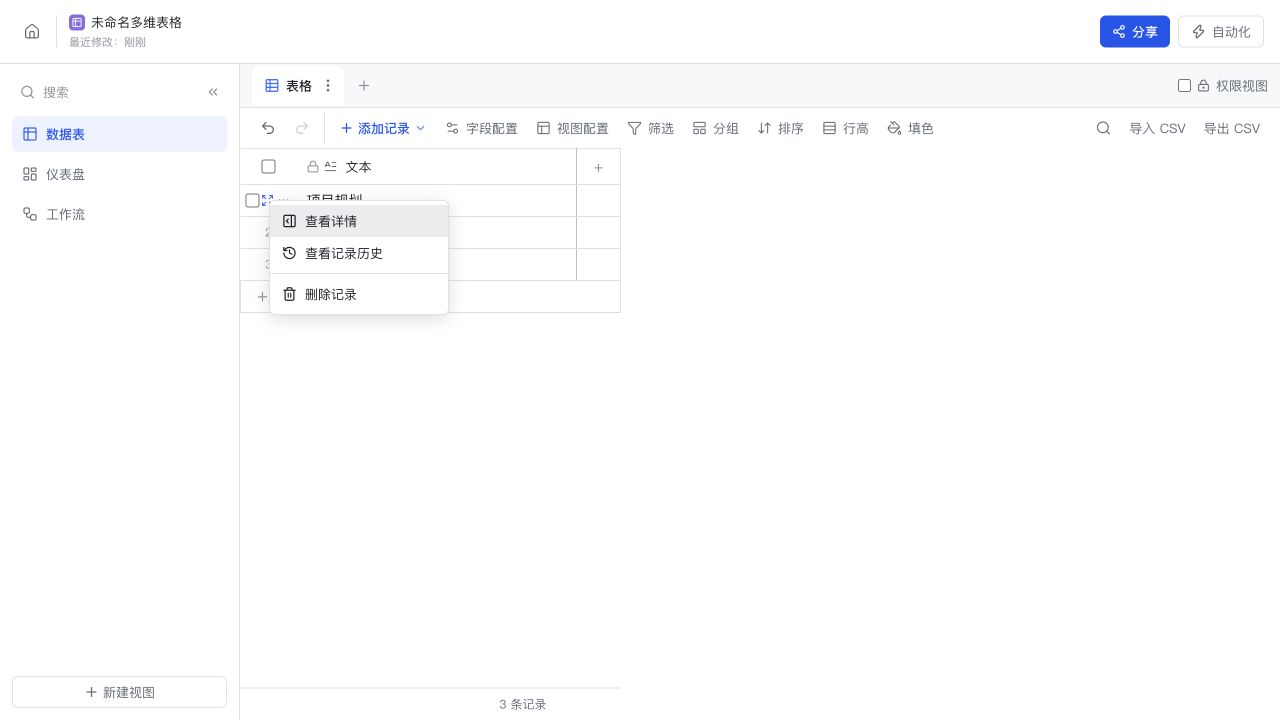 未命名多维表格
最近修改：刚刚
分享
自动化
搜索
数据表
仪表盘
工作流
新建视图
表格
权限视图
添加记录
字段配置
视图配置
筛选
分组
排序
行高
填色
导入 CSV
导出 CSV
文本
项目规划
查看详情
查看记录历史
删除记录
3 条记录